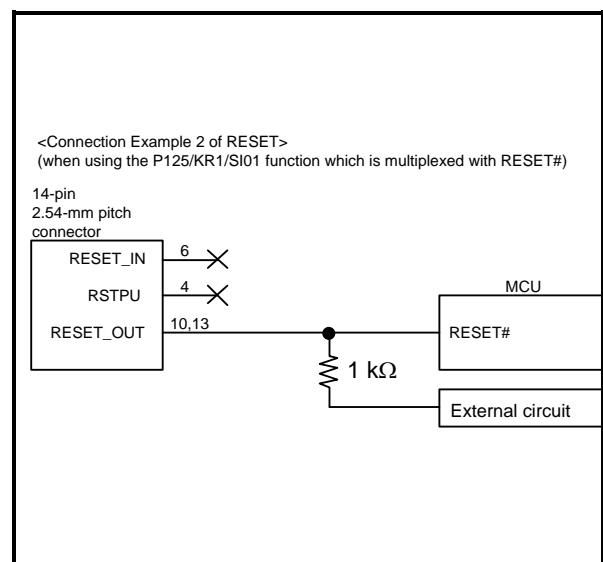 <Connection Example 2 of RESET>
(when using the P125/KR1/SI01 function which is multiplexed with RESET#)
14-pin
2.54-mm pitch
connector
RESET_IN
6
RSTPU
4
MCU
RESET_OUT
10,13
RESET#
1 kΩ
External circuit